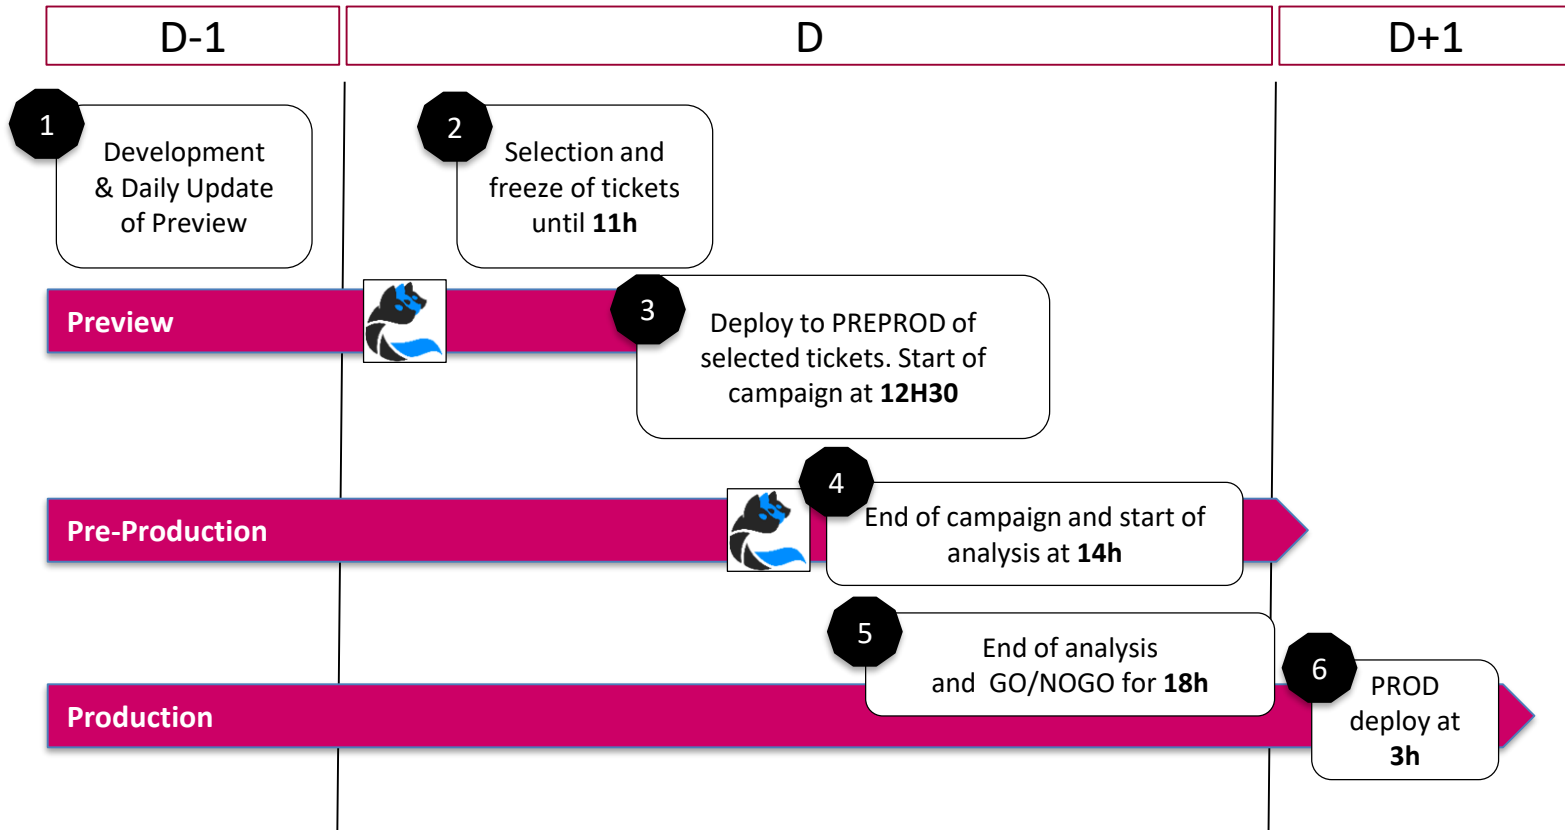 D-1
D
D+1
1
Development
& Daily Update
of Preview
2
Selection and
freeze of tickets
until 11h
Preview
3
Deploy to PREPROD of
selected tickets. Start of
campaign at 12H30
Pre-Production
4
End of campaign and start of
analysis at 14h
5
End of analysis
and GO/NOGO for 18h
Production
6
PROD
deploy at
3h